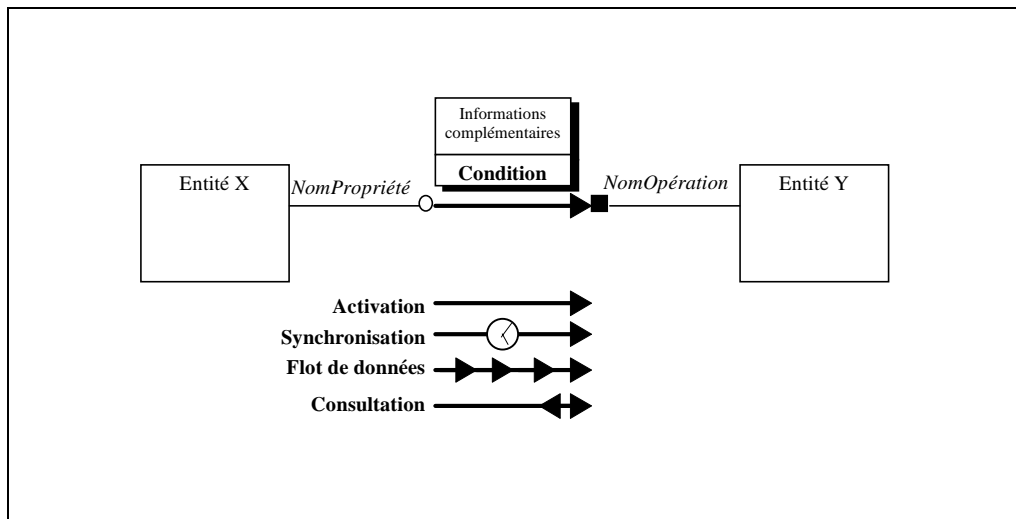 Informations
complémentaires
Condition
Entité X
NomPropriété
NomOpération
Entité Y
Activation
Synchronisation
Flot de données
Consultation